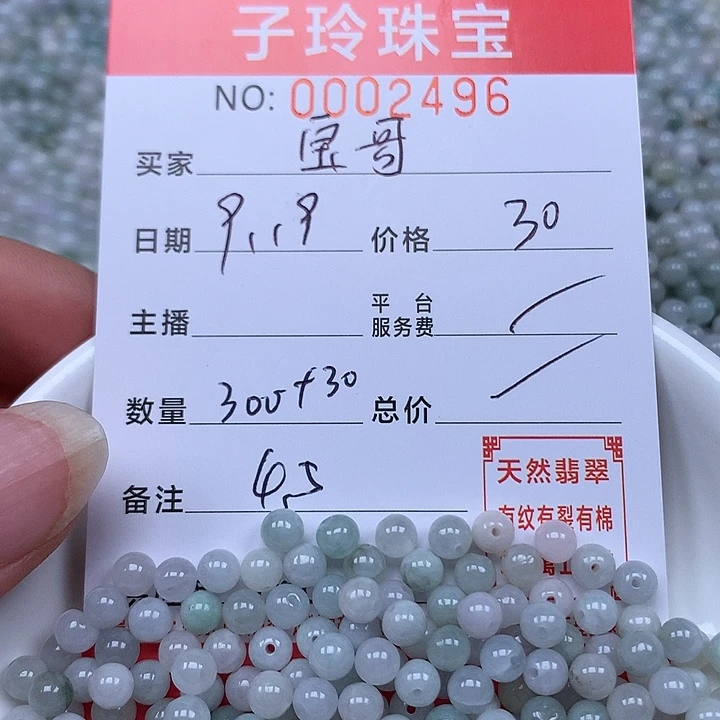 子玲珠宝
NO: 0002496
买家 宝哥
日期 9.19 价格 30
主播 平台服务费
数量 300+30 总价
备注 4.5
天然翡翠
有纹有裂有棉